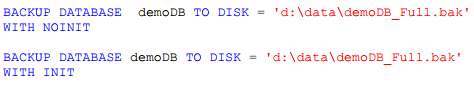 BACKUP DATABASE  demoDB TO DISK = 'd:\data\demoDB_Full.bak'
WITH NOINIT
BACKUP DATABASE demoDB TO DISK = 'd:\data\demoDB_Full.bak'
WITH INIT